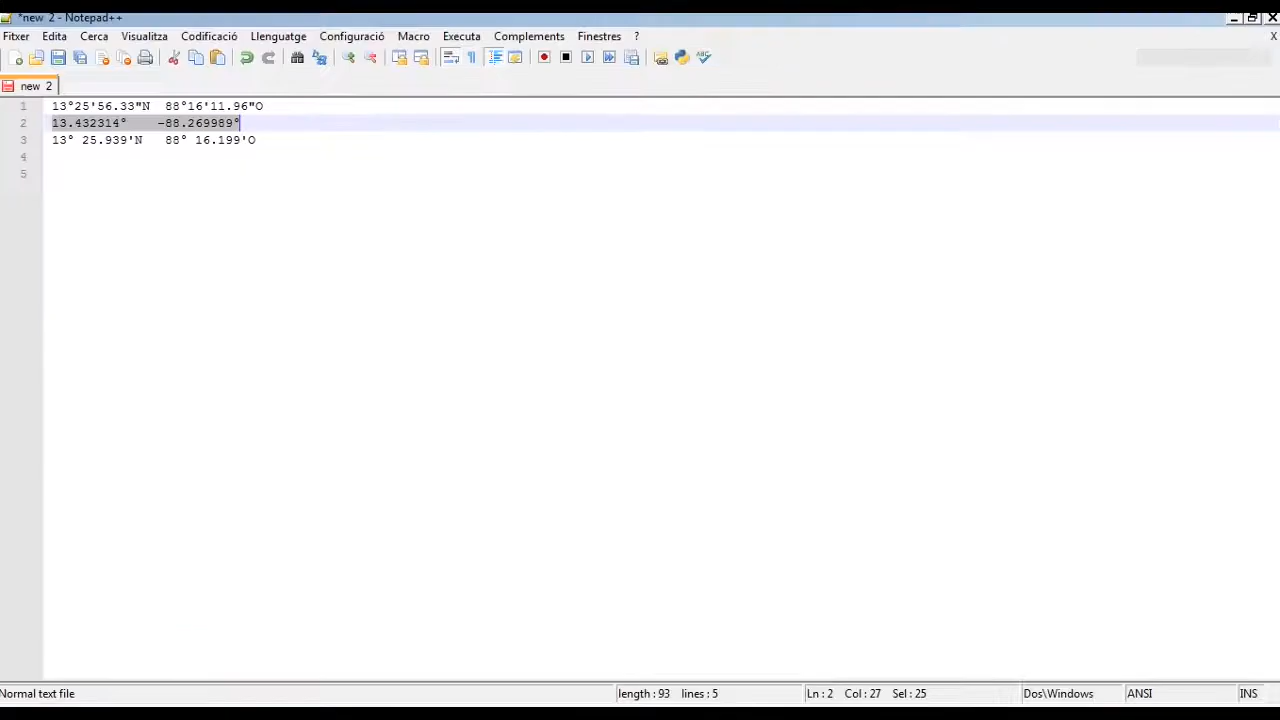 *new 2 - Notepad++
Fitxer Edita Cerca Visualitza Codificació Llenguatge Configuració Macro Executa Complements Finestres ? X
new 2
1 13°25'56.33"N 88°16'11.96"O
2 13.432314° -88.269989°
3 13° 25.939'N 88° 16.199'O
4
5
Normal text file length : 93 lines : 5 Ln : 2 Col : 27 Sel : 25 Dos\Windows ANSI INS